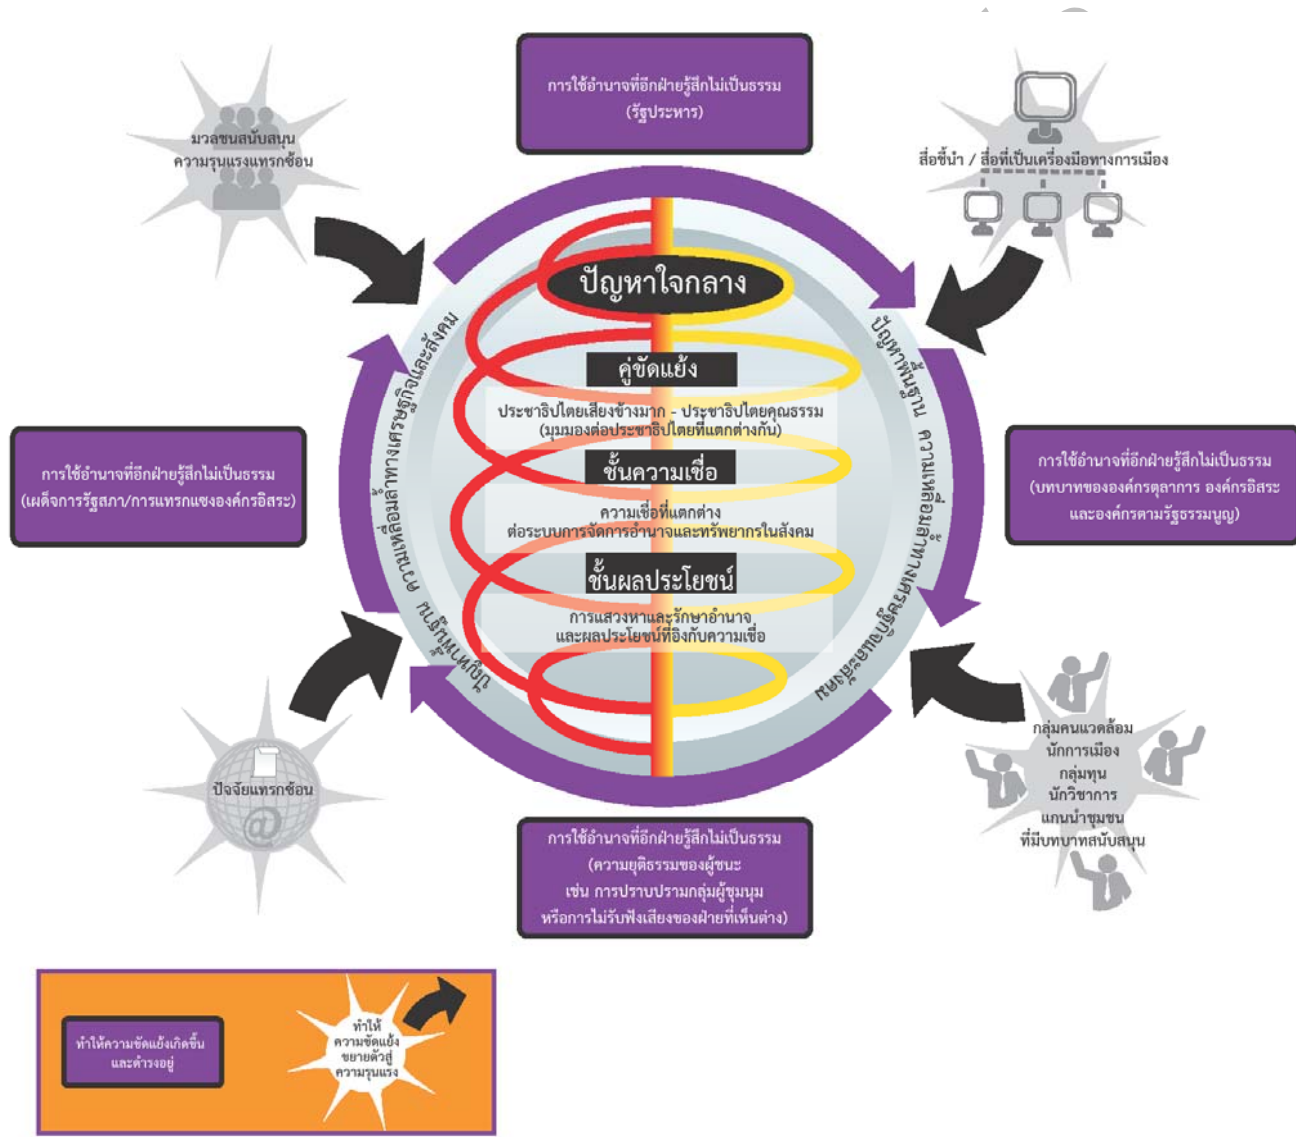 การใช้อำนาจที่อีกฝ่ายรู้สึกไม่เป็นธรรม
(รัฐประหาร)
มวลชนสนับสนุน
ความรุนแรงแทรกซ้อน
สื่อชี้นำ / สื่อที่เป็นเครื่องมือทางการเมือง
ปัญหาใจกลาง
คู่ขัดแย้ง
ประชาธิปไตยเสียงข้างมาก - ประชาธิปไตยคุณธรรม
(มุมมองต่อประชาธิปไตยที่แตกต่างกัน)
ชั้นความเชื่อ
ความเชื่อที่แตกต่าง
ต่อระบบการจัดการอำนาจและทรัพยากรในสังคม
ชั้นผลประโยชน์
การแสวงหาและรักษาอำนาจ
และผลประโยชน์ที่อิงกับความเชื่อ
ปัญหาพื้นฐาน ความเหลื่อมล้ำทางเศรษฐกิจและสังคม
ปัญหาพื้นฐาน ความเหลื่อมล้ำทางเศรษฐกิจและสังคม
การใช้อำนาจที่อีกฝ่ายรู้สึกไม่เป็นธรรม
(เผด็จการรัฐสภา/การแทรกแซงองค์กรอิสระ)
การใช้อำนาจที่อีกฝ่ายรู้สึกไม่เป็นธรรม
(บทบาทขององค์กรตุลาการ องค์กรอิสระ
และองค์กรตามรัฐธรรมนูญ)
ปัจจัยแทรกซ้อน
@
กลุ่มคนแวดล้อม
นักการเมือง
กลุ่มทุน
นักวิชาการ
แกนนำชุมชน
ที่มีบทบาทสนับสนุน
การใช้อำนาจที่อีกฝ่ายรู้สึกไม่เป็นธรรม
(ความยุติธรรมของผู้ชนะ
เช่น การปราบปรามกลุ่มผู้ชุมนุม
หรือการไม่รับฟังเสียงของฝ่ายที่เห็นต่าง)
ทำให้ความขัดแย้งเกิดขึ้น
และดำรงอยู่
ทำให้
ความขัดแย้ง
ขยายตัวสู่
ความรุนแรง